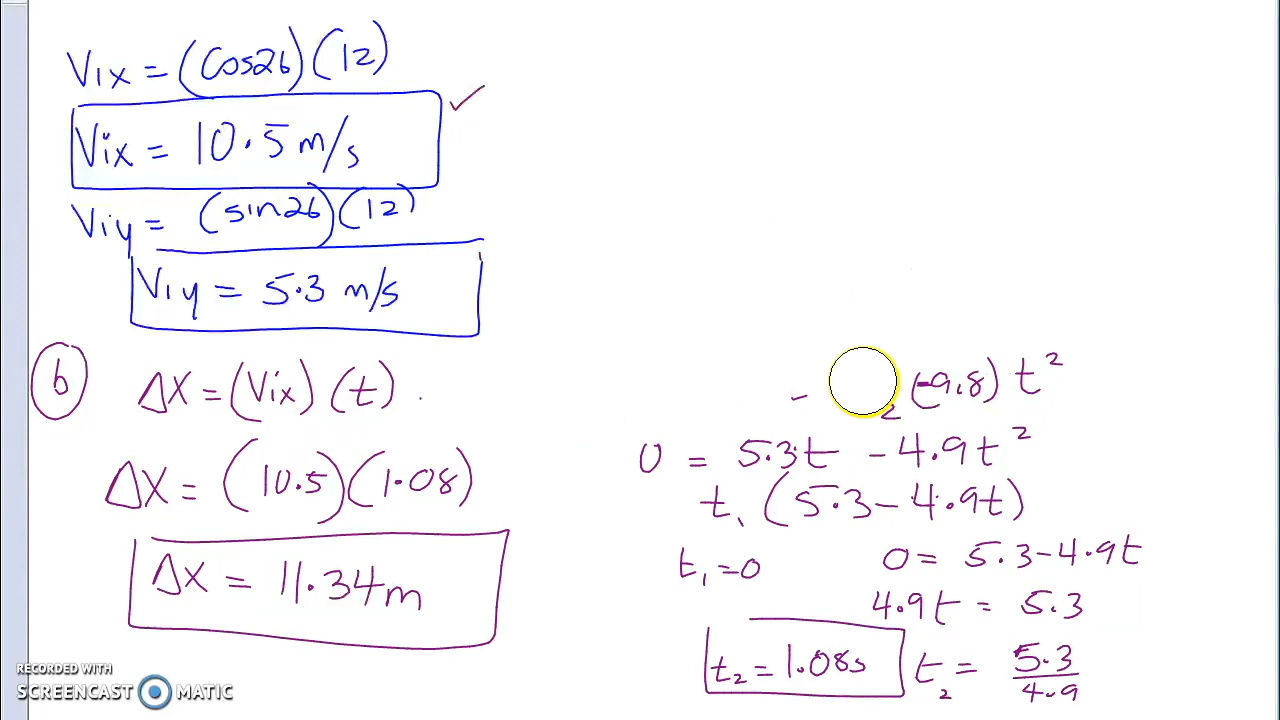 Vix = (Cos26)(12)
Vix = 10.5 m/s
Viy = (sin26)(12)
Viy = 5.3 m/s
b
Δx = (Vix)(t)
Δx = (10.5)(1.08)
Δx = 11.34m
- 2 (-9.8) t²
0 = 5.3t - 4.9t²
t₁ (5.3 - 4.9t)
t₁ = 0 0 = 5.3 - 4.9t
4.9t = 5.3
t₂ = 1.08s t₂ = 5.3/4.9
RECORDED WITH
SCREENCAST MATIC